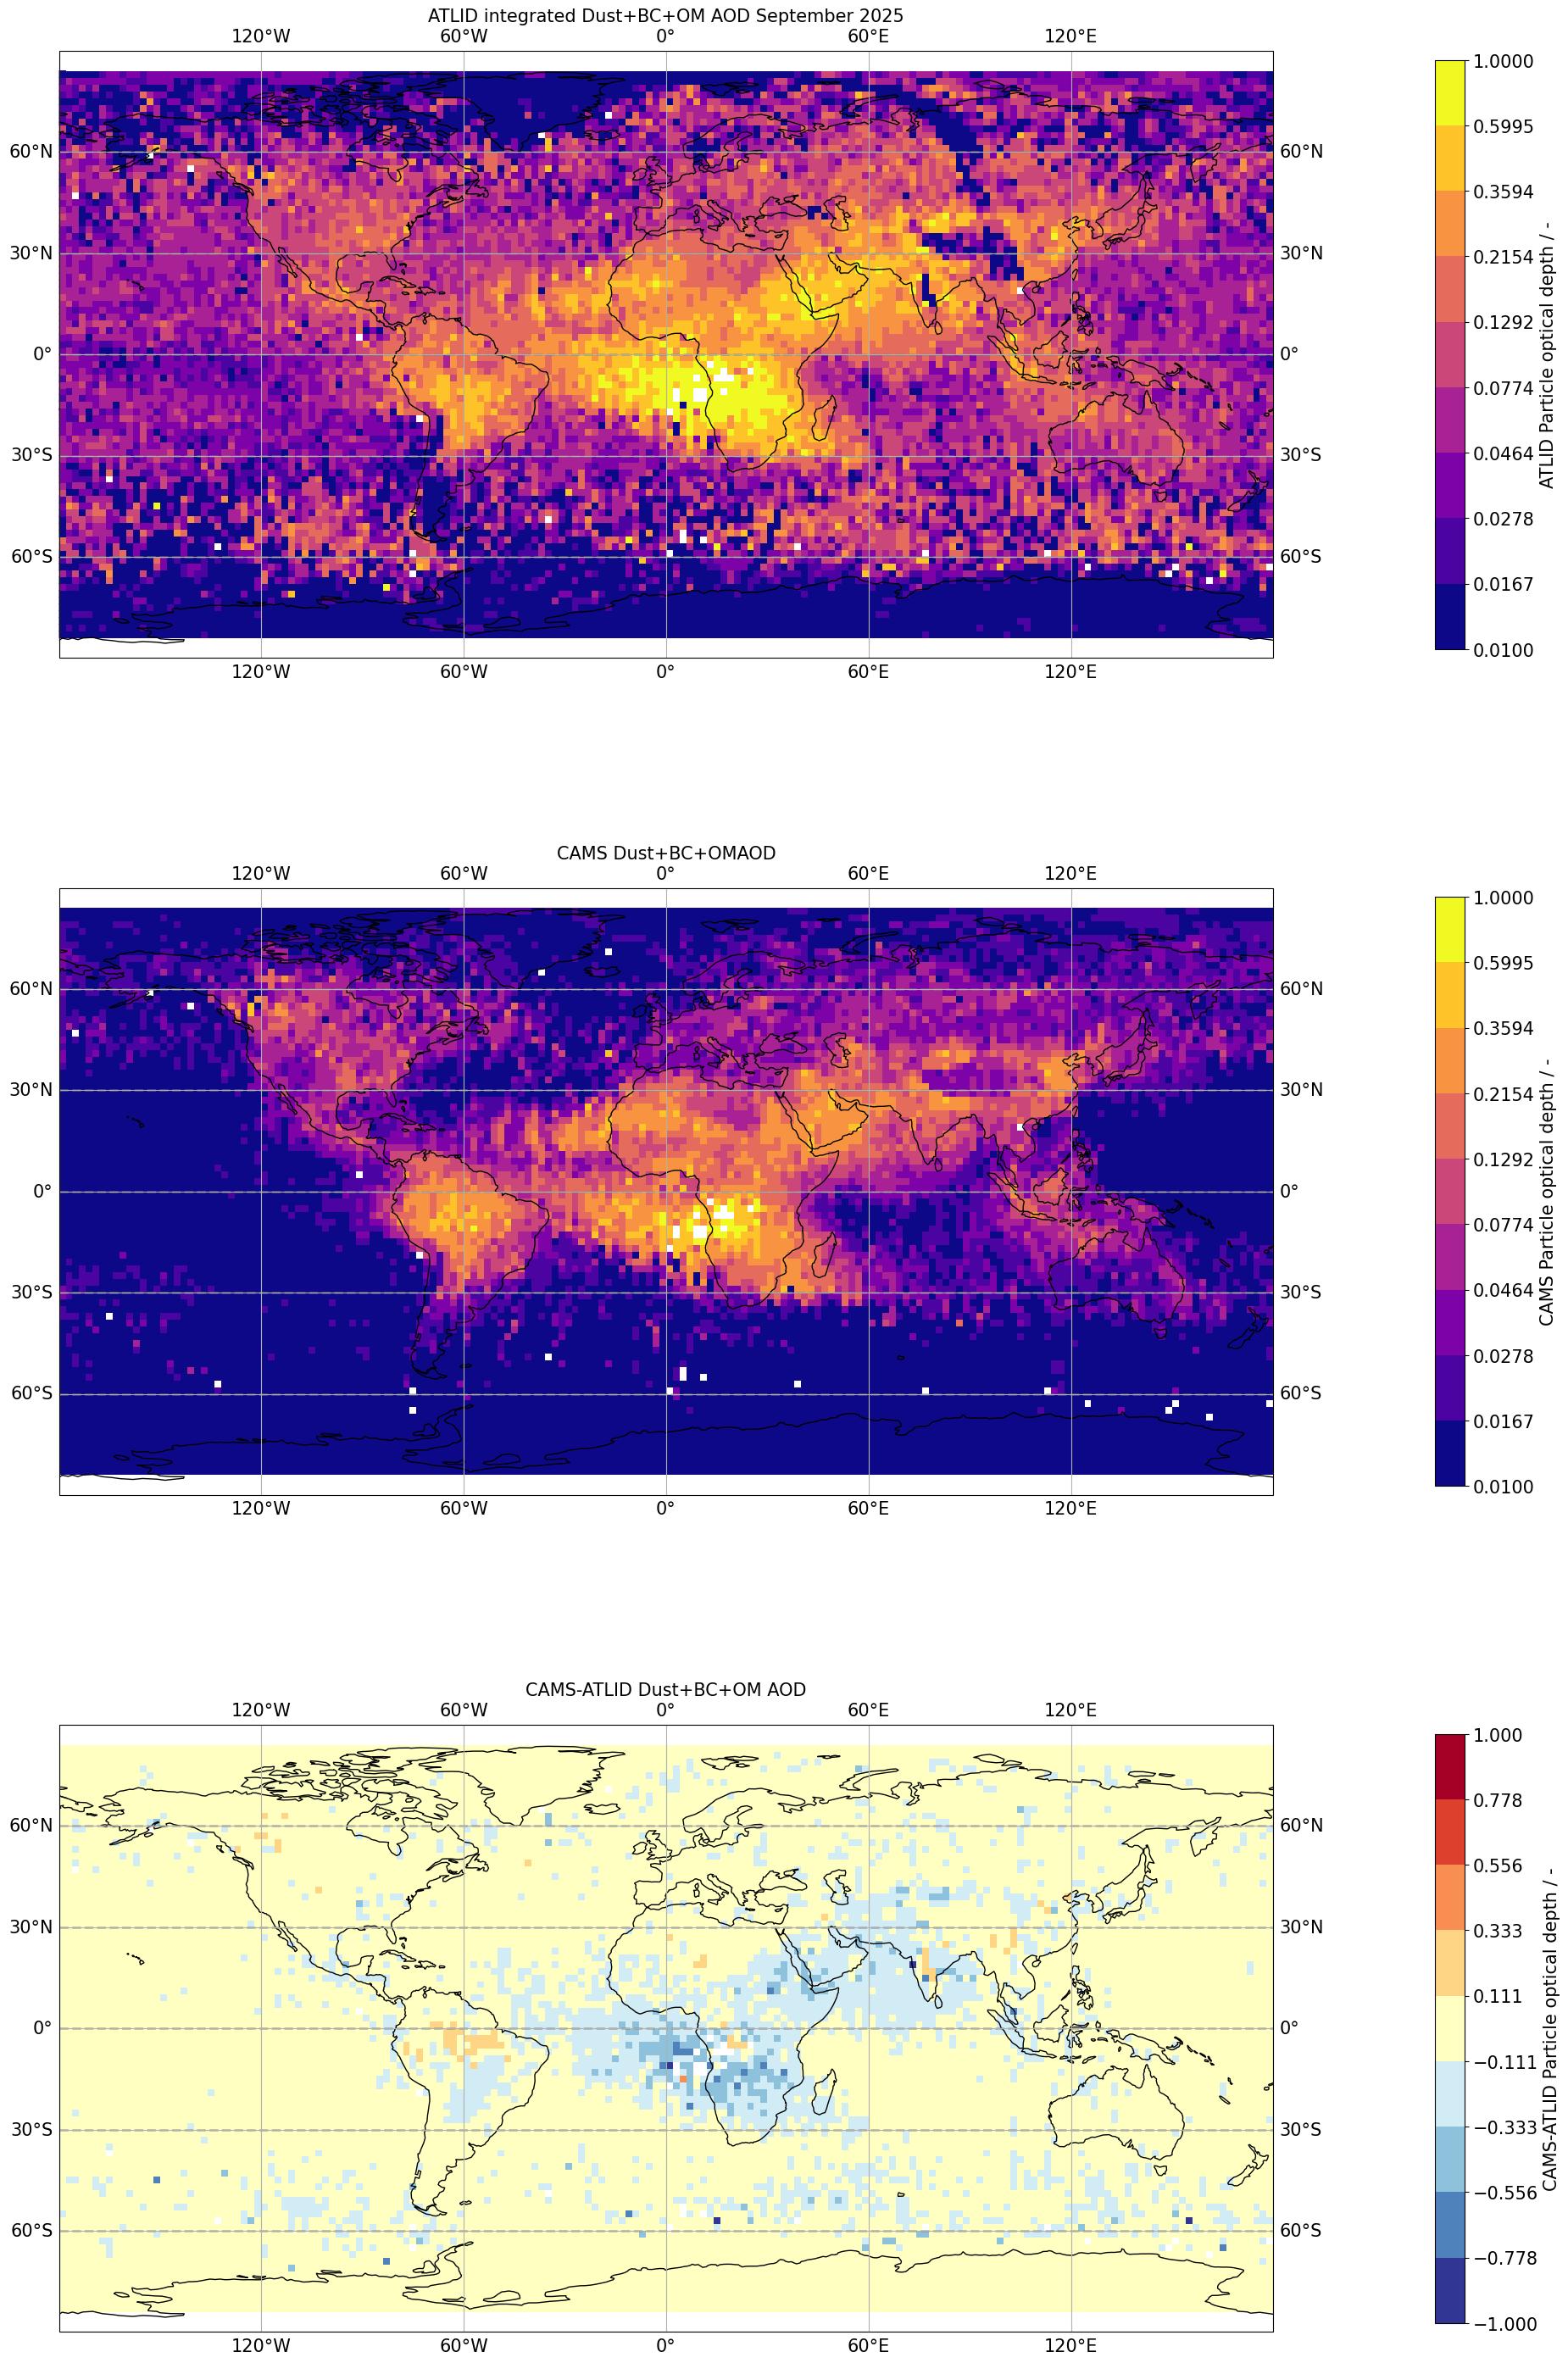 ATLID integrated Dust+BC+OM AOD September 2025
120°W 60°W 0° 60°E 120°E
60°N 60°N
30°N 30°N
0° 0°
30°S 30°S
60°S 60°S
120°W 60°W 0° 60°E 120°E
1.0000
0.5995
0.3594
0.2154
0.1292
0.0774
0.0464
0.0278
0.0167
0.0100
ATLID Particle optical depth / -
CAMS Dust+BC+OMAOD
120°W 60°W 0° 60°E 120°E
60°N 60°N
30°N 30°N
0° 0°
30°S 30°S
60°S 60°S
120°W 60°W 0° 60°E 120°E
1.0000
0.5995
0.3594
0.2154
0.1292
0.0774
0.0464
0.0278
0.0167
0.0100
CAMS Particle optical depth / -
CAMS-ATLID Dust+BC+OM AOD
120°W 60°W 0° 60°E 120°E
60°N 60°N
30°N 30°N
0° 0°
30°S 30°S
60°S 60°S
120°W 60°W 0° 60°E 120°E
1.000
0.778
0.556
0.333
0.111
−0.111
−0.333
−0.556
−0.778
−1.000
CAMS-ATLID Particle optical depth / -